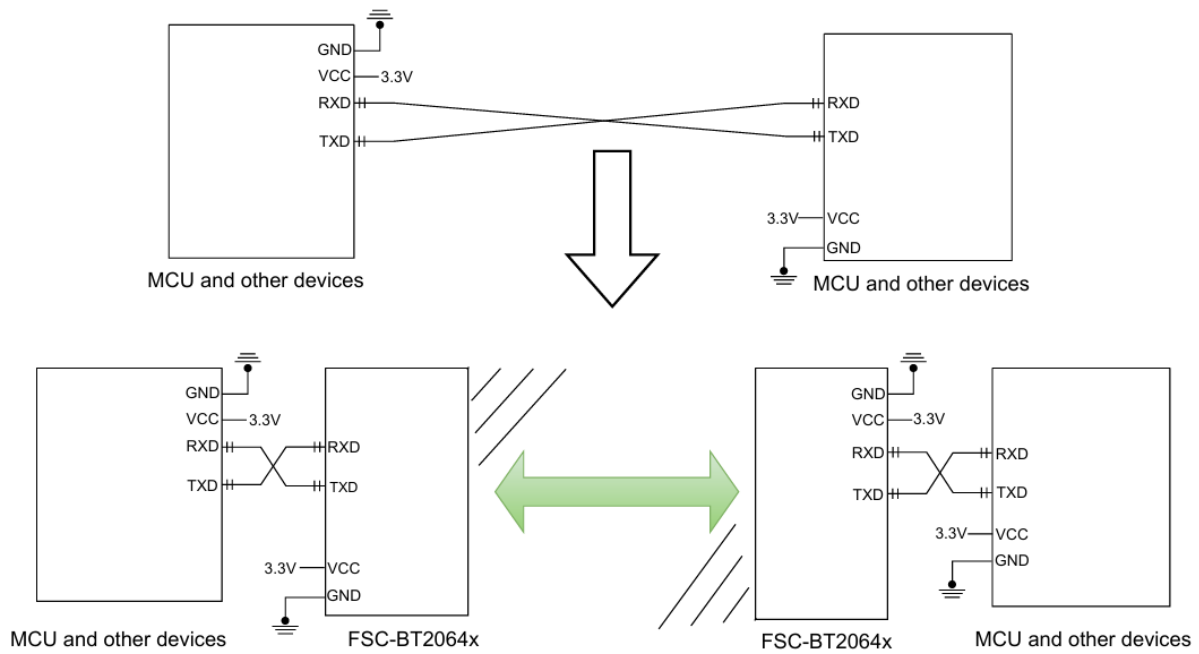 GND
VCC 3.3V
RXD RXD
TXD TXD
3.3V VCC
GND
MCU and other devices MCU and other devices
GND GND
VCC 3.3V VCC 3.3V
RXD RXD RXD RXD
TXD TXD TXD TXD
3.3V VCC
3.3V VCC
GND
GND
MCU and other devices FSC-BT2064x FSC-BT2064x MCU and other devices